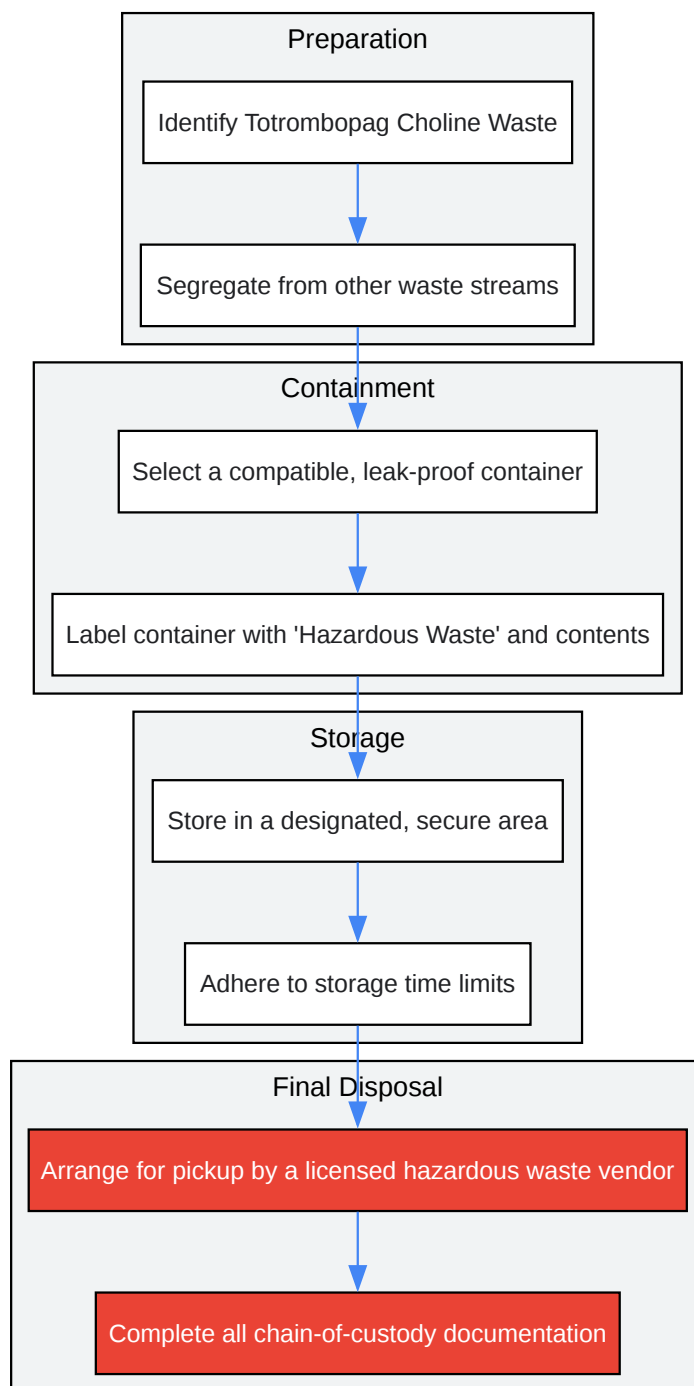 Preparation
Identify Totrombopag Choline Waste
Segregate from other waste streams
Containment
Select a compatible, leak-proof container
Label container with 'Hazardous Waste' and contents
Storage
Store in a designated, secure area
Adhere to storage time limits
Final Disposal
Arrange for pickup by a licensed hazardous waste vendor
Complete all chain-of-custody documentation